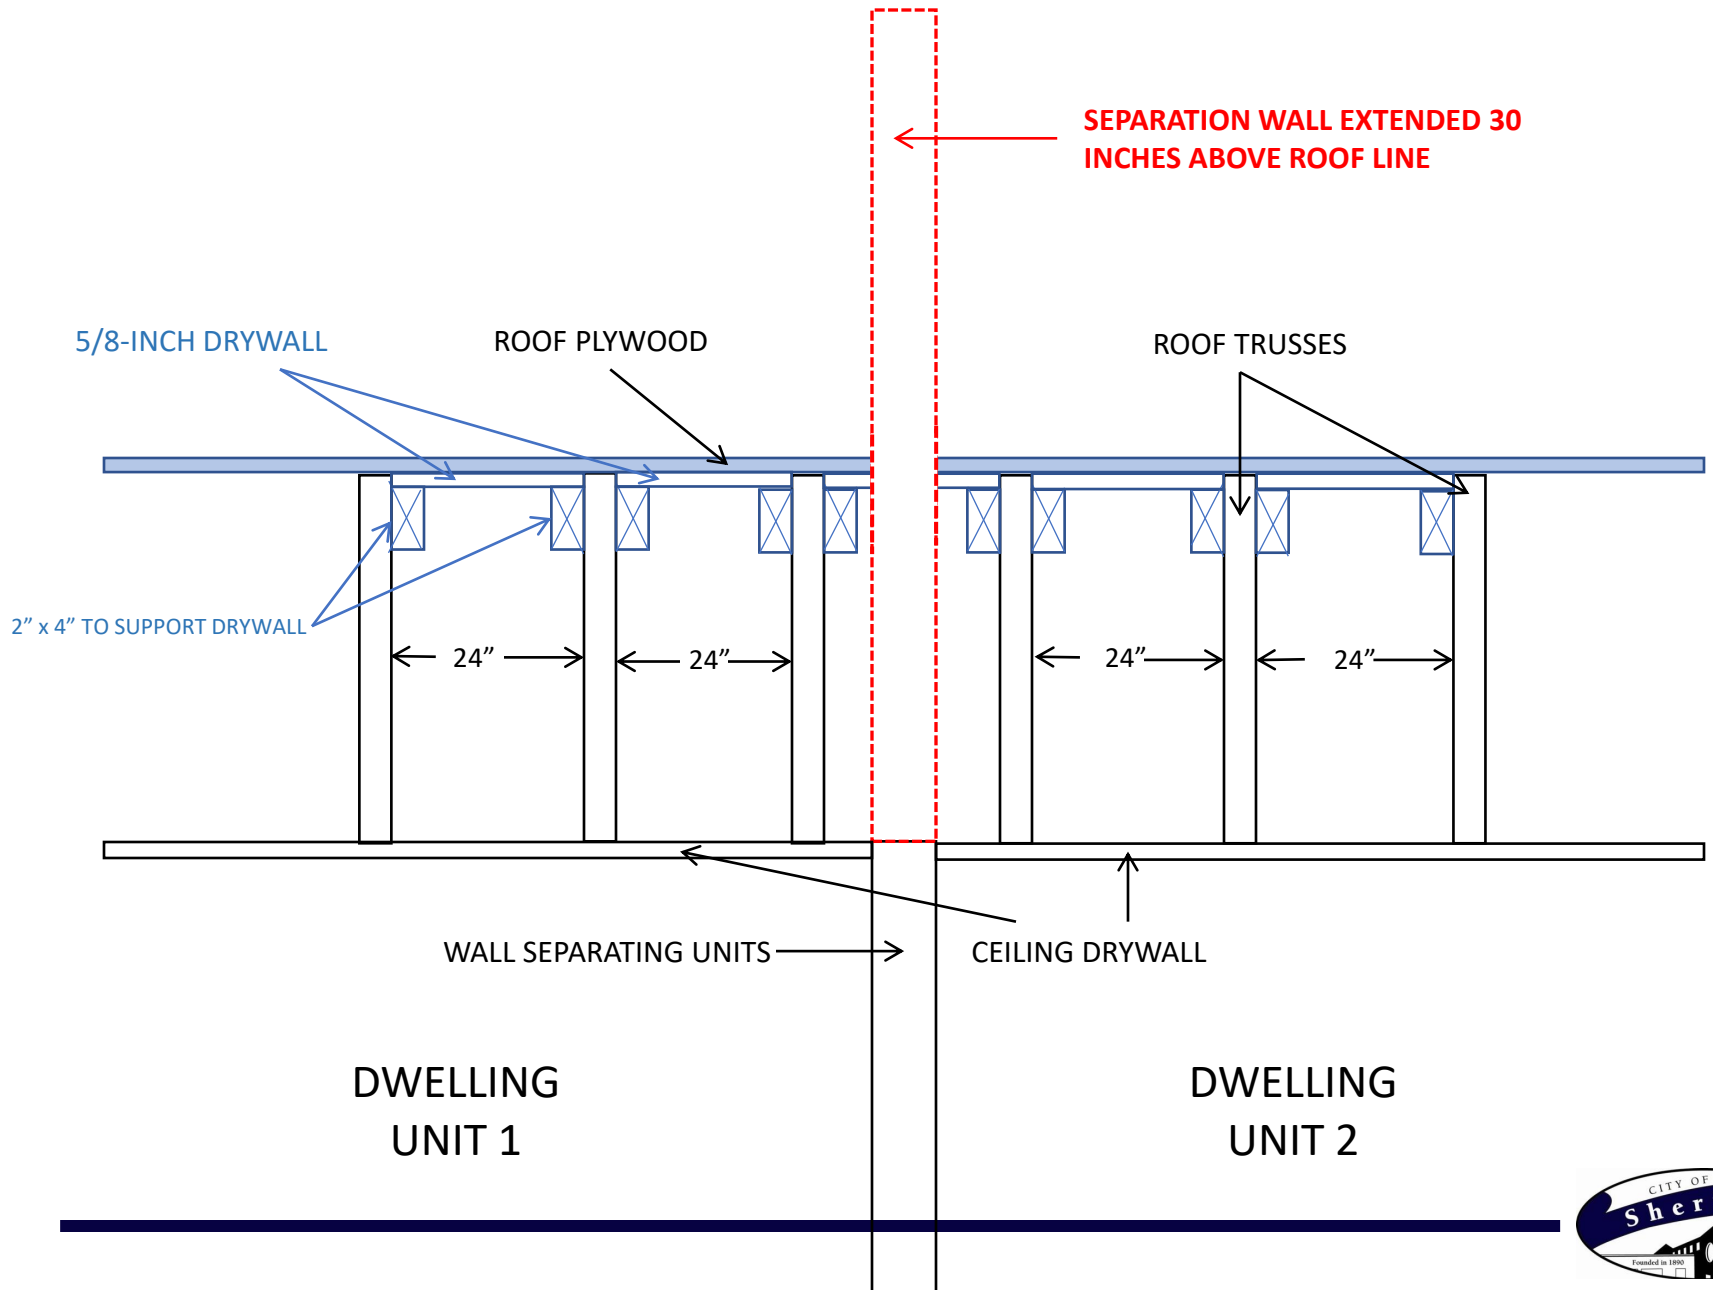 SEPARATION WALL EXTENDED 30
INCHES ABOVE ROOF LINE
5/8-INCH DRYWALL
ROOF PLYWOOD
ROOF TRUSSES
2” x 4” TO SUPPORT DRYWALL
24”
24”
24”
24”
WALL SEPARATING UNITS
CEILING DRYWALL
DWELLING
UNIT 1
DWELLING
UNIT 2
CITY OF
Sher
Founded in 1890